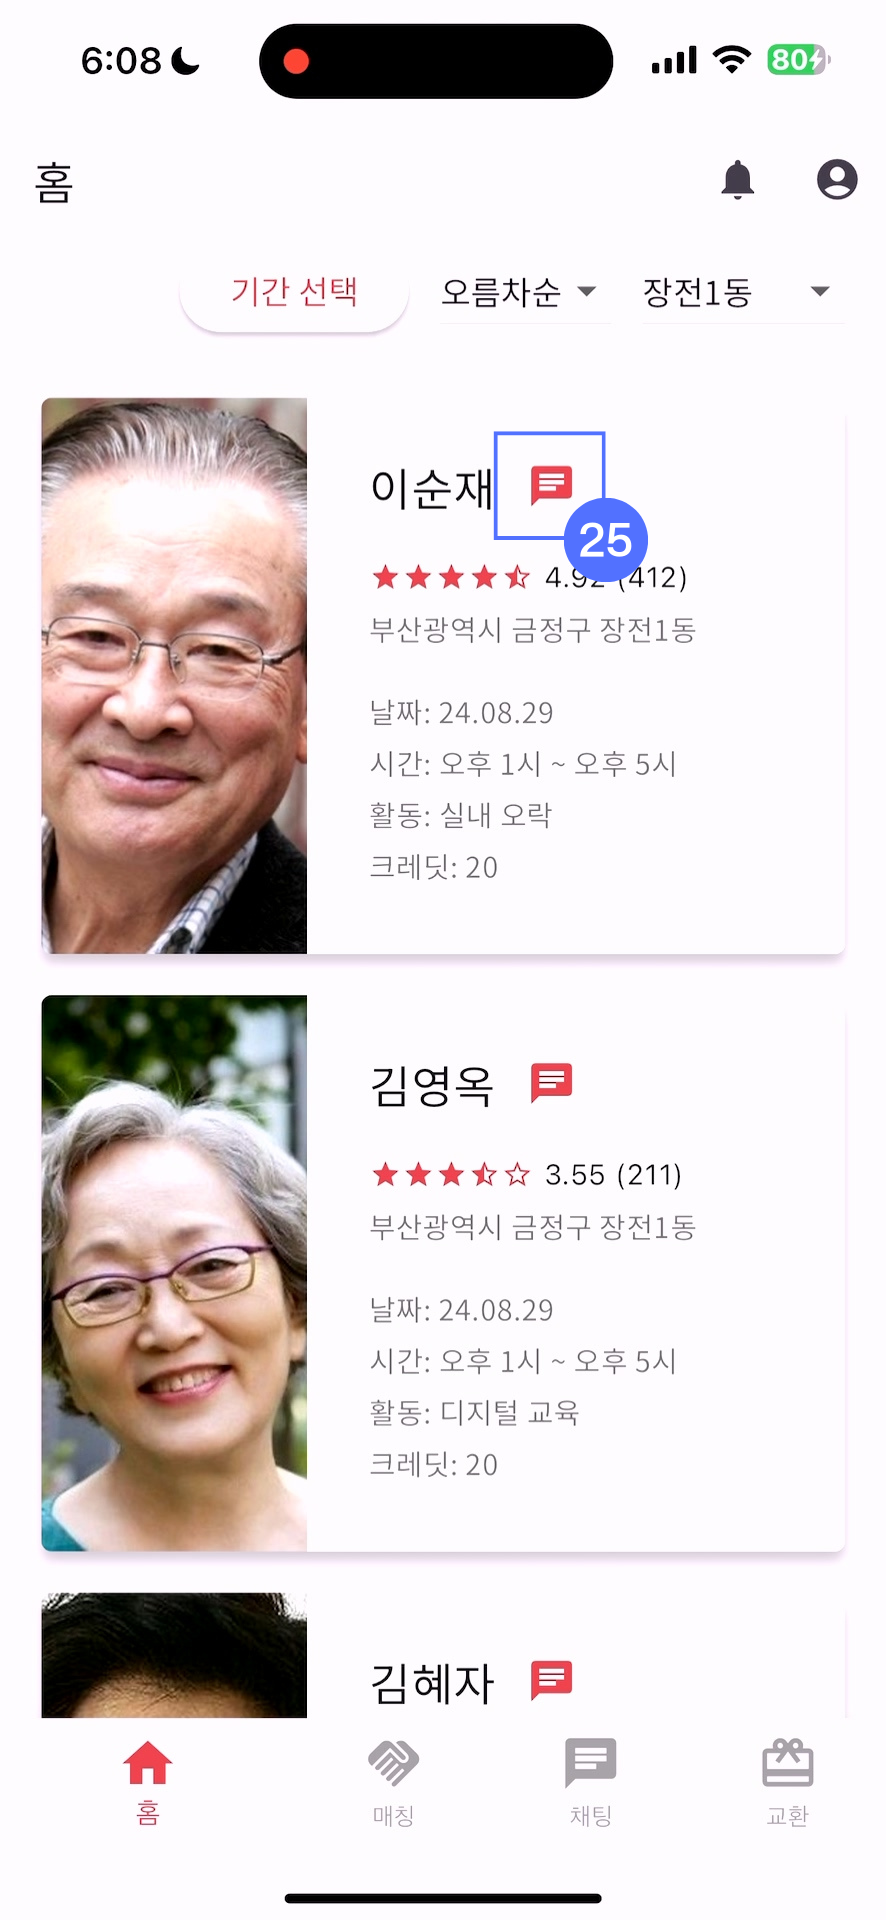 6:08
80
홈
기간 선택
오름차순
장전1동
이순재
25
4.92 (412)
부산광역시 금정구 장전1동
날짜: 24.08.29
시간: 오후 1시 ~ 오후 5시
활동: 실내 오락
크레딧: 20
김영옥
3.55 (211)
부산광역시 금정구 장전1동
날짜: 24.08.29
시간: 오후 1시 ~ 오후 5시
활동: 디지털 교육
크레딧: 20
김혜자
홈
매칭
채팅
교환